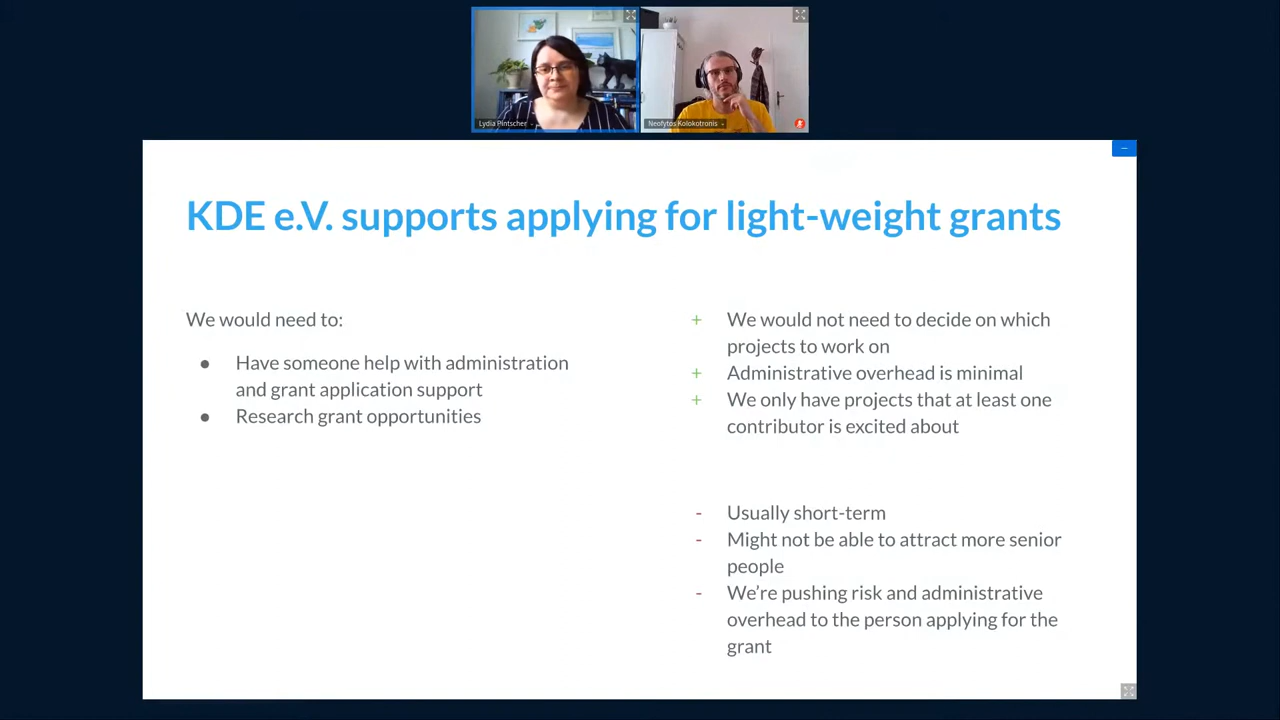 Lydia Pintscher
Neofytos Kolokotronis
KDE e.V. supports applying for light-weight grants
We would need to:
● Have someone help with administration
and grant application support
● Research grant opportunities
+ We would not need to decide on which
projects to work on
+ Administrative overhead is minimal
+ We only have projects that at least one
contributor is excited about
- Usually short-term
- Might not be able to attract more senior
people
- We’re pushing risk and administrative
overhead to the person applying for the
grant